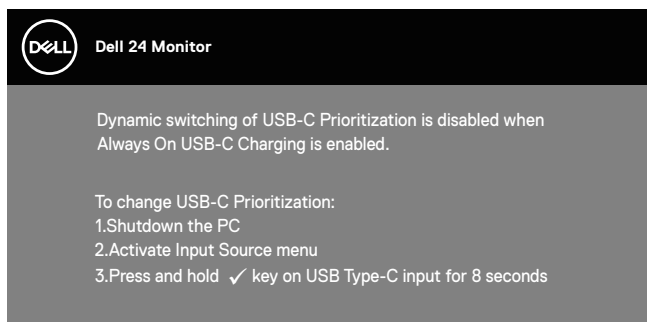 DELL
Dell 24 Monitor
Dynamic switching of USB-C Prioritization is disabled when
Always On USB-C Charging is enabled.
To change USB-C Prioritization:
1.Shutdown the PC
2.Activate Input Source menu
3.Press and hold ✓ key on USB Type-C input for 8 seconds